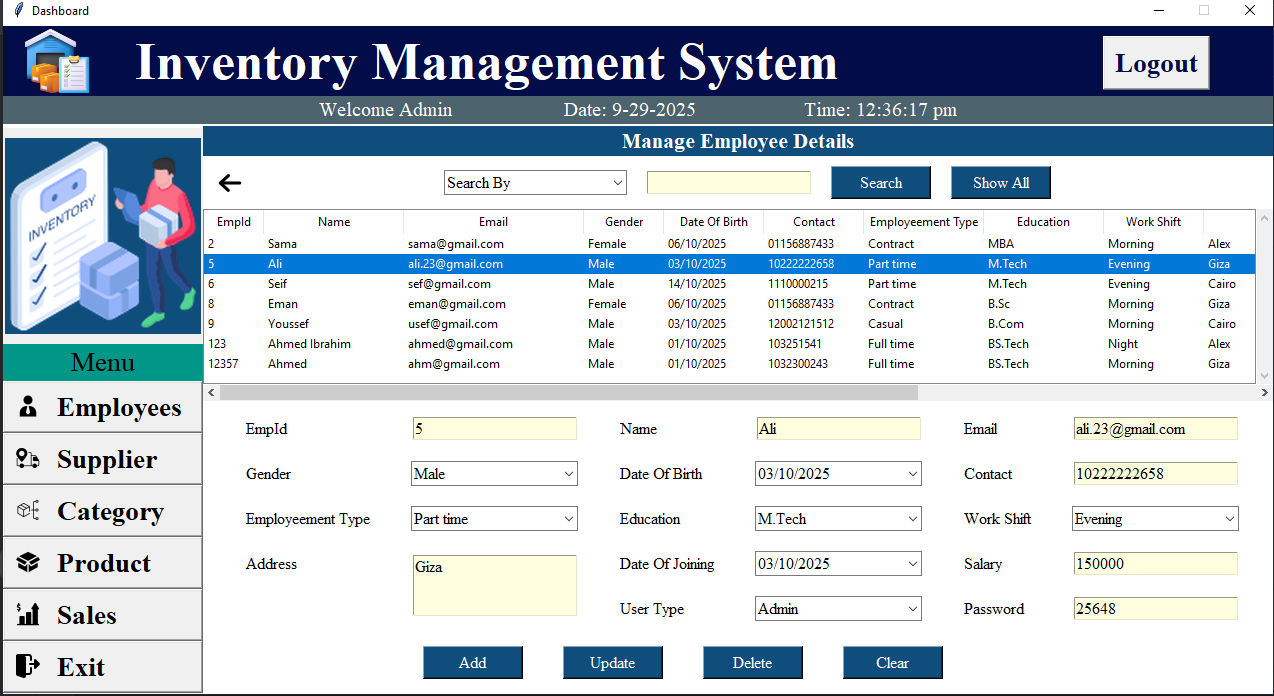 Dashboard
Inventory Management System
Logout
Welcome Admin Date: 9-29-2025 Time: 12:36:17 pm
Manage Employee Details
INVENTORY
Search By Search Show All
EmpId Name Email Gender Date Of Birth Contact Employeement Type Education Work Shift
2 Sama sama@gmail.com Female 06/10/2025 01156887433 Contract MBA Morning Alex
5 Ali ali.23@gmail.com Male 03/10/2025 10222222658 Part time M.Tech Evening Giza
6 Seif sef@gmail.com Male 14/10/2025 1110000215 Part time M.Tech Evening Cairo
8 Eman eman@gmail.com Female 06/10/2025 01156887433 Contract B.Sc Morning Giza
9 Youssef usef@gmail.com Male 03/10/2025 12002121512 Casual B.Com Morning Cairo
123 Ahmed Ibrahim ahmed@gmail.com Male 01/10/2025 103251541 Full time BS.Tech Night Alex
12357 Ahmed ahm@gmail.com Male 01/10/2025 1032300243 Full time BS.Tech Morning Giza
Menu
Employees
Supplier
Category
Product
Sales
Exit
EmpId 5 Name Ali Email ali.23@gmail.com
Gender Male Date Of Birth 03/10/2025 Contact 10222222658
Employeement Type Part time Education M.Tech Work Shift Evening
Address Giza Date Of Joining 03/10/2025 Salary 150000
User Type Admin Password 25648
Add Update Delete Clear